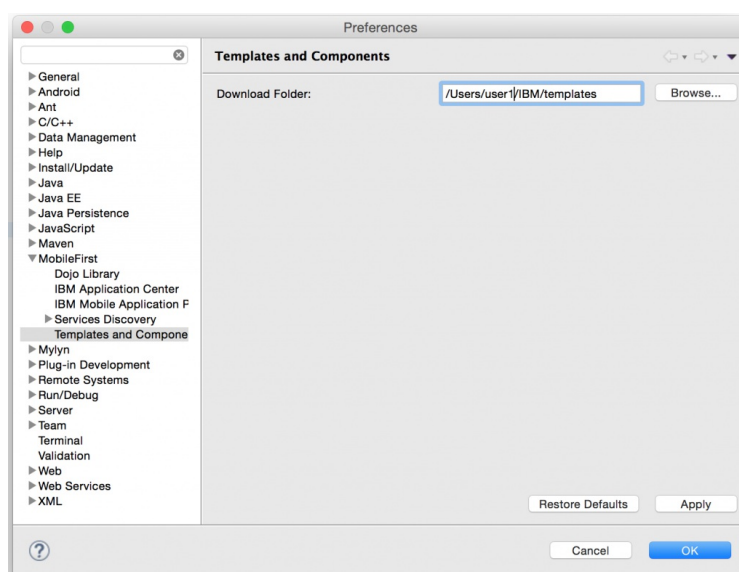 Preferences
Templates and Components
Download Folder:
/Users/user1/IBM/templates
Browse...
General
Android
Ant
C/C++
Data Management
Help
Install/Update
Java
Java EE
Java Persistence
JavaScript
Maven
MobileFirst
Dojo Library
IBM Application Center
IBM Mobile Application F
Services Discovery
Templates and Compone
Mylyn
Plug-in Development
Remote Systems
Run/Debug
Server
Team
Terminal
Validation
Web
Web Services
XML
Restore Defaults
Apply
?
Cancel
OK